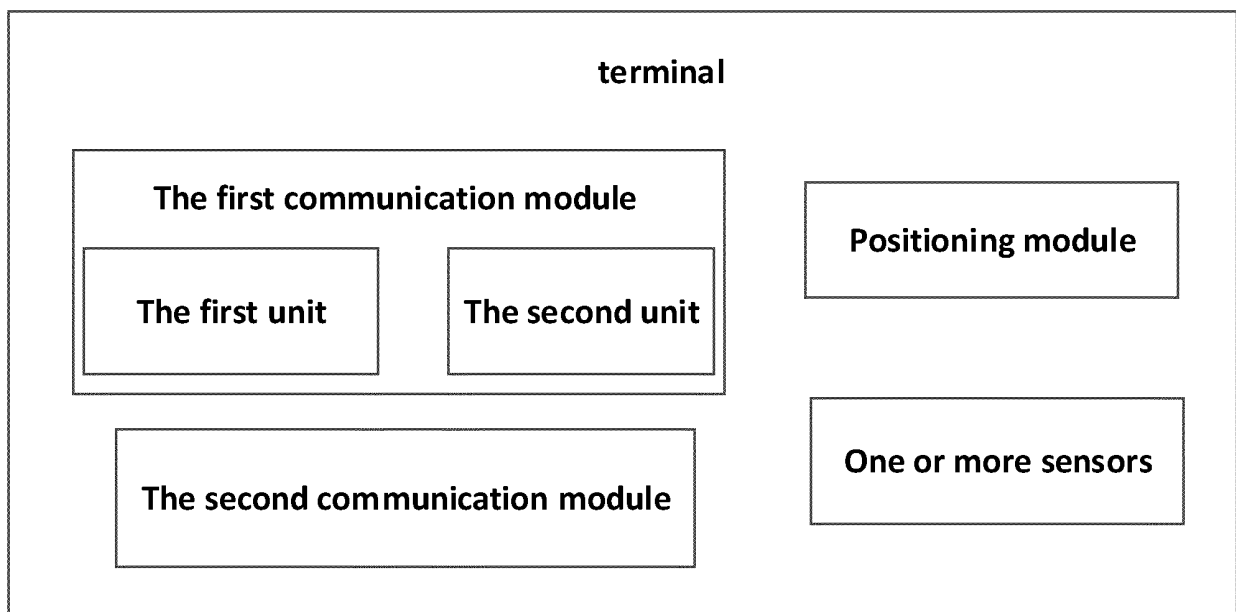 terminal
The first communication module
The first unit
The second unit
Positioning module
The second communication module
One or more sensors